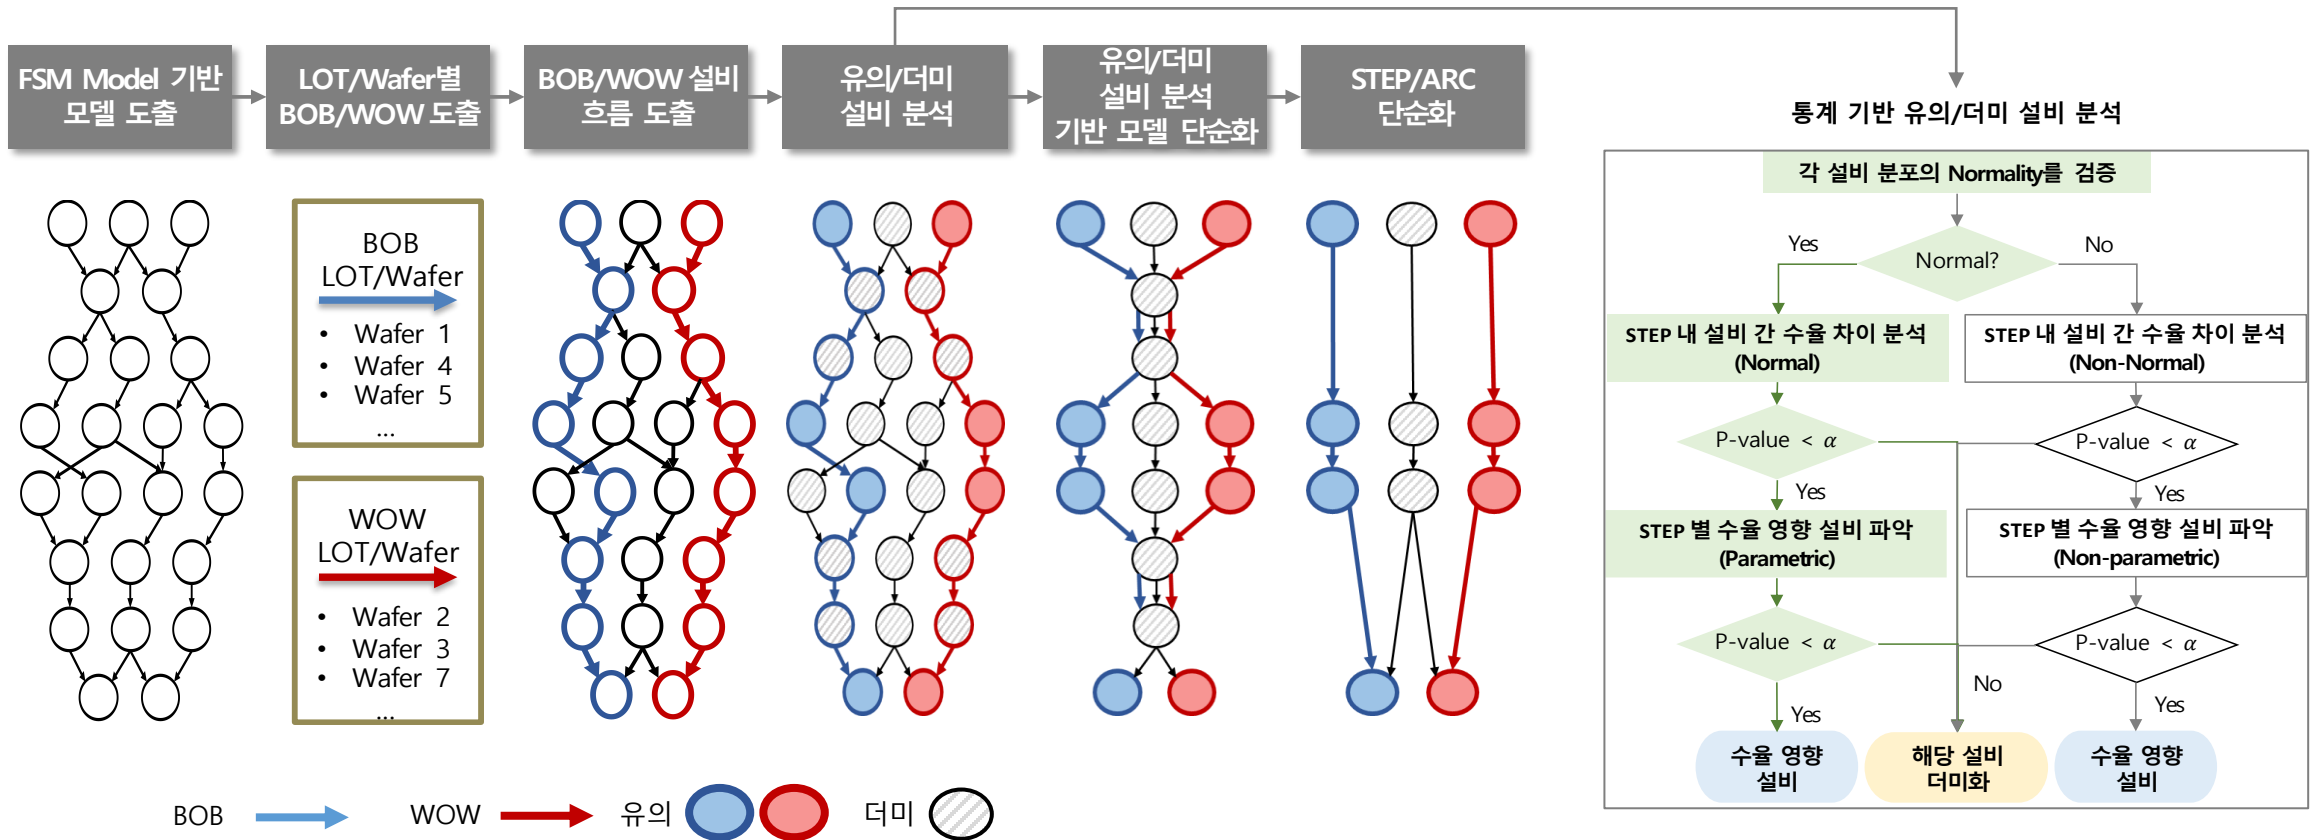 FSM Model 기반
모델 도출
LOT/Wafer별
BOB/WOW 도출
BOB/WOW 설비
흐름 도출
유의/더미
설비 분석
유의/더미
설비 분석
기반 모델 단순화
STEP/ARC
단순화
BOB
LOT/Wafer
• Wafer 1
• Wafer 4
• Wafer 5
...
WOW
LOT/Wafer
• Wafer 2
• Wafer 3
• Wafer 7
...
BOB
WOW
유의
더미
통계 기반 유의/더미 설비 분석
각 설비 분포의 Normality를 검증
Normal?
Yes
No
STEP 내 설비 간 수율 차이 분석
(Normal)
STEP 내 설비 간 수율 차이 분석
(Non-Normal)
P-value < α
P-value < α
Yes
Yes
STEP 별 수율 영향 설비 파악
(Parametric)
STEP 별 수율 영향 설비 파악
(Non-parametric)
P-value < α
P-value < α
No
Yes
Yes
수율 영향
설비
해당 설비
더미화
수율 영향
설비